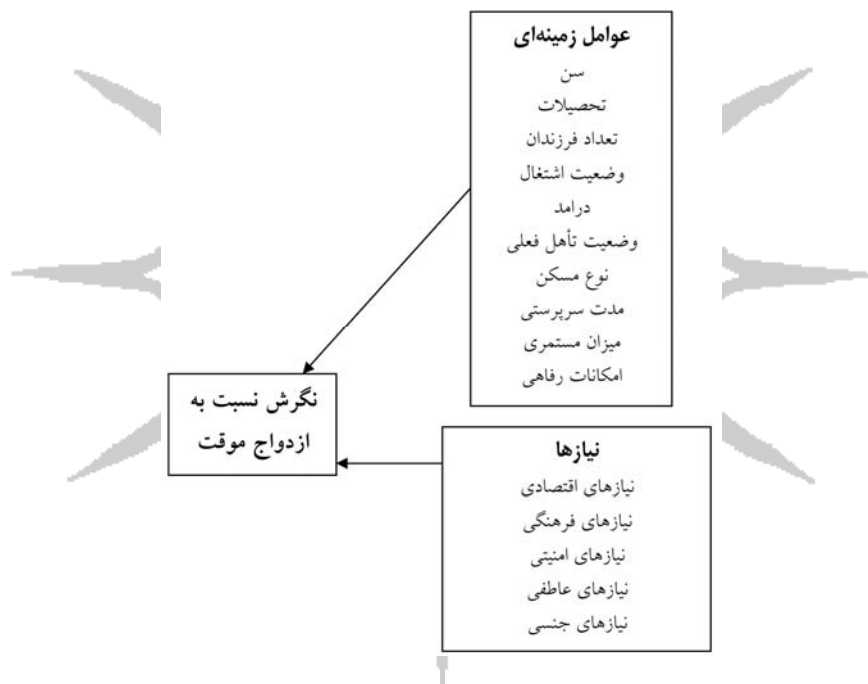 عوامل زمینه‌ای
سن
تحصیلات
تعداد فرزندان
وضعیت اشتغال
درامد
وضعیت تأهل فعلی
نوع مسکن
مدت سرپرستی
میزان مستمری
امکانات رفاهی
نگرش نسبت به
ازدواج موقت
نیازها
نیازهای اقتصادی
نیازهای فرهنگی
نیازهای امنیتی
نیازهای عاطفی
نیازهای جنسی